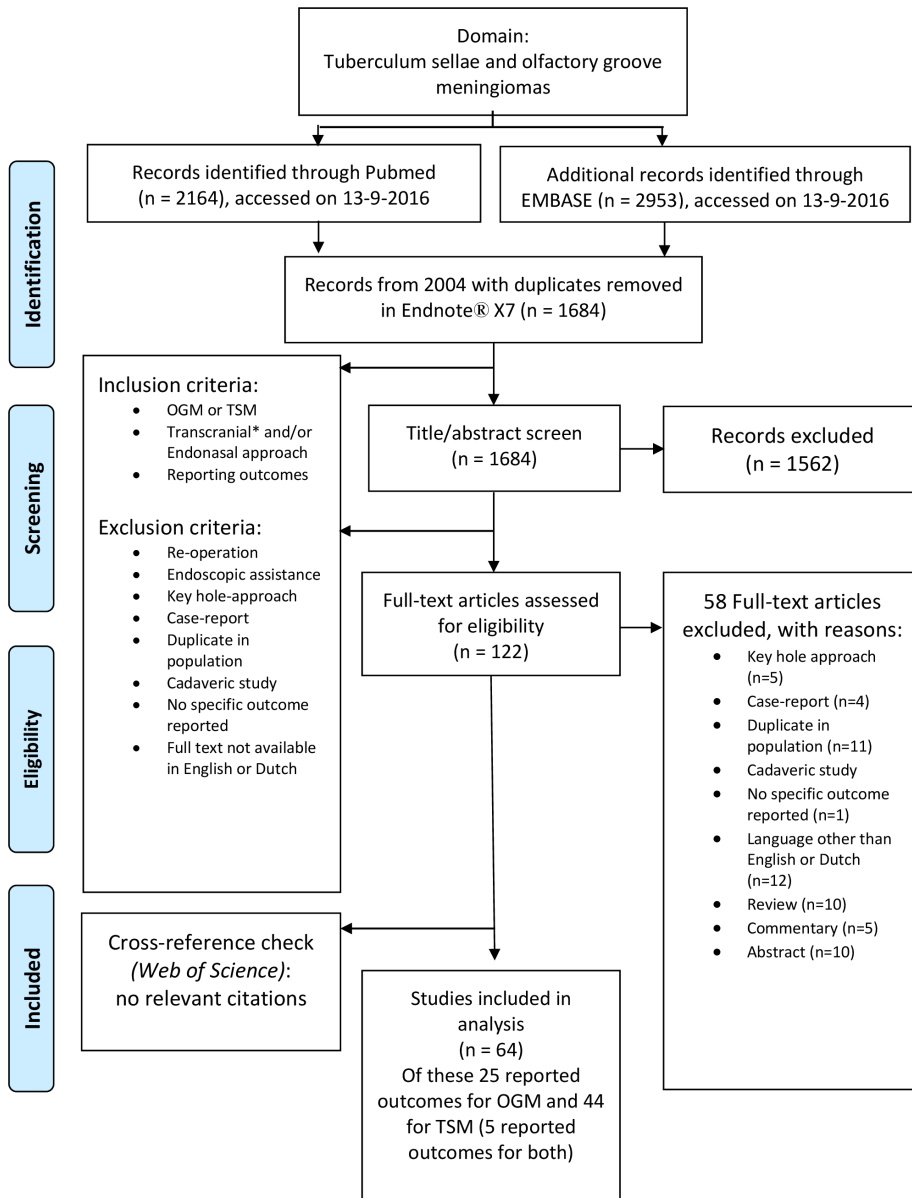 Domain:
Tuberculum sellae and olfactory groove
meningiomas
Records identified through Pubmed
(n = 2164), accessed on 13-9-2016
Additional records identified through
EMBASE (n = 2953), accessed on 13-9-2016
Identification
Records from 2004 with duplicates removed
in Endnote® X7 (n = 1684)
Inclusion criteria:
• OGM or TSM
• Transcranial* and/or
Endonasal approach
• Reporting outcomes
Exclusion criteria:
• Re-operation
• Endoscopic assistance
• Key hole-approach
• Case-report
• Duplicate in
population
• Cadaveric study
• No specific outcome
reported
• Full text not available
in English or Dutch
Screening
Title/abstract screen
(n = 1684)
Records excluded
(n = 1562)
Eligibility
Full-text articles assessed
for eligibility
(n = 122)
58 Full-text articles
excluded, with reasons:
• Key hole approach
(n=5)
• Case-report (n=4)
• Duplicate in
population (n=11)
• Cadaveric study
• No specific outcome
reported (n=1)
• Language other than
English or Dutch
(n=12)
• Review (n=10)
• Commentary (n=5)
• Abstract (n=10)
Included
Cross-reference check
(Web of Science):
no relevant citations
Studies included in
analysis
(n = 64)
Of these 25 reported
outcomes for OGM and 44
for TSM (5 reported
outcomes for both)